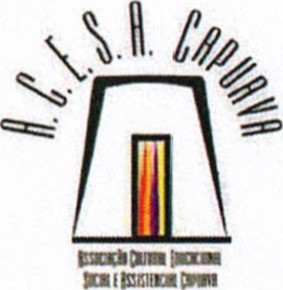 A.C.E.S.A. CAPUAVA
ASSOCIAÇÃO CULTURAL EDUCACIONAL
SOCIAL E ASSISTENCIAL CAPUAVA